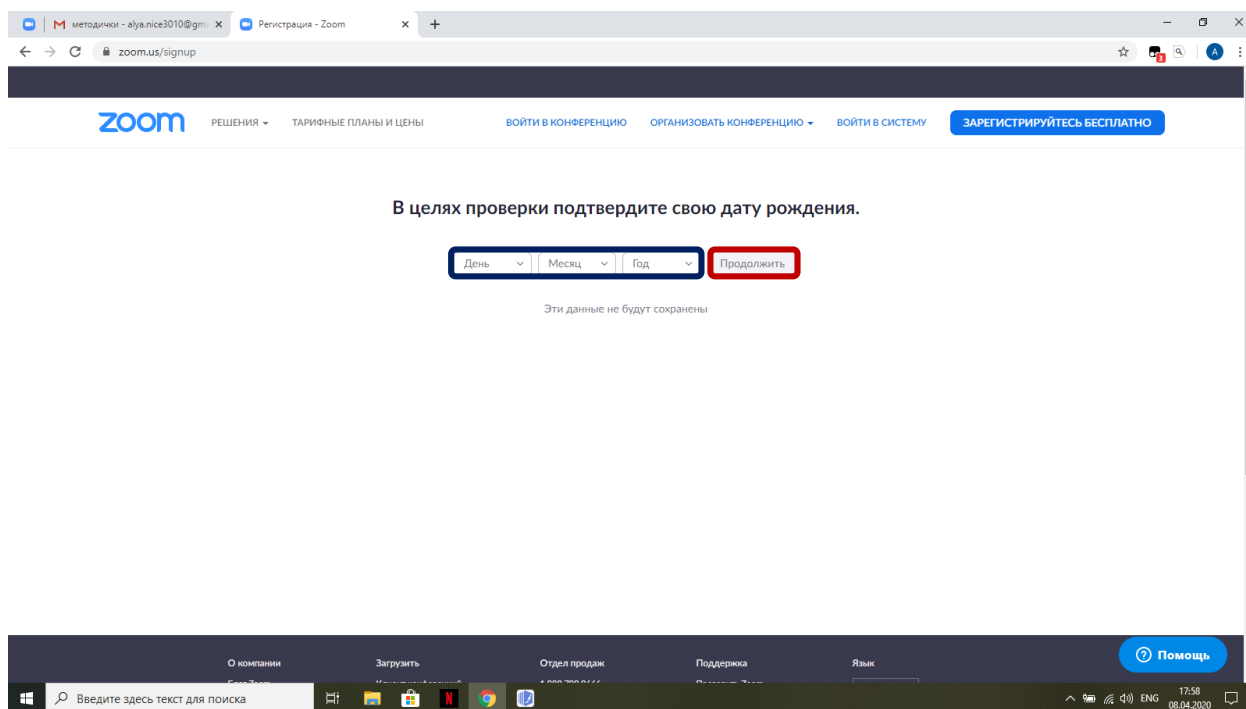 методички - alya.nice3010@gm
Регистрация - Zoom
zoom.us/signup
3
A
zoom
РЕШЕНИЯ
ТАРИФНЫЕ ПЛАНЫ И ЦЕНЫ
ВОЙТИ В КОНФЕРЕНЦИЮ
ОРГАНИЗОВАТЬ КОНФЕРЕНЦИЮ
ВОЙТИ В СИСТЕМУ
ЗАРЕГИСТРИРУЙТЕСЬ БЕСПЛАТНО
В целях проверки подтвердите свою дату рождения.
День
Месяц
Год
Продолжить
Эти данные не будут сохранены
О компании
Загрузить
Отдел продаж
Поддержка
Язык
Помощь
Введите здесь текст для поиска
N
ENG
17:58
08.04.2020